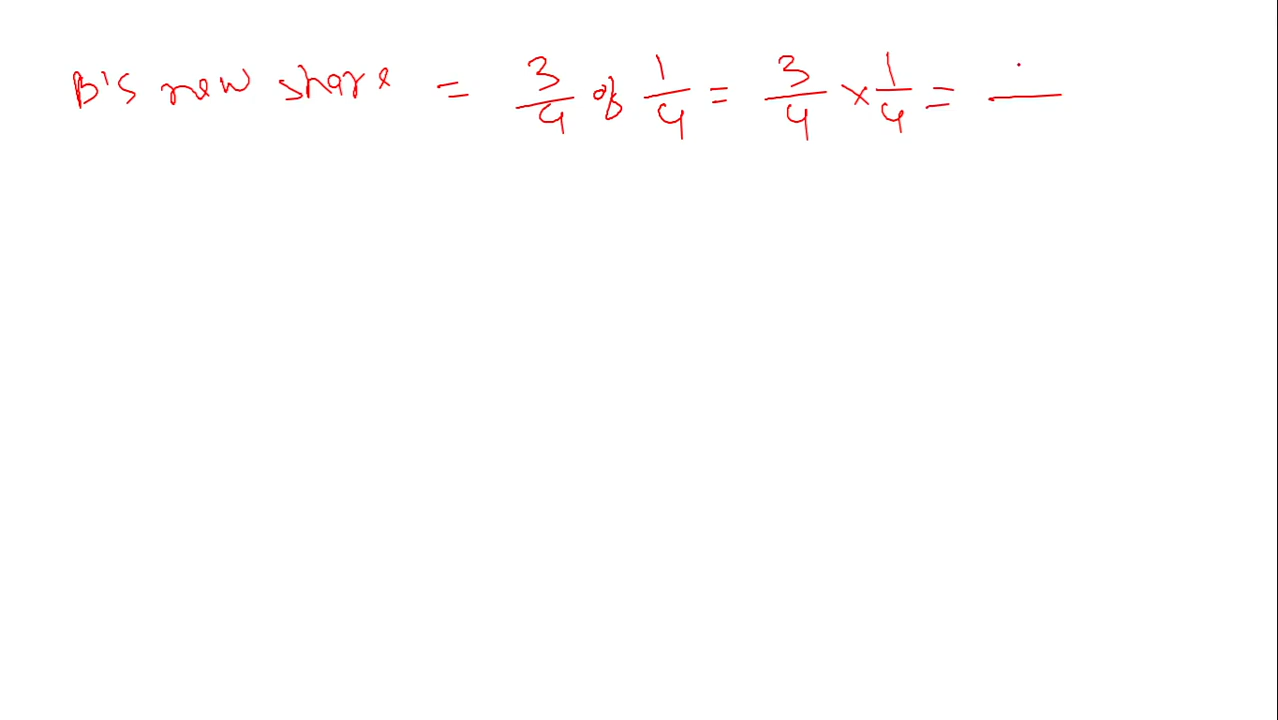 B's new share = 3/4 of 1/4 = 3/4 × 1/4 = —